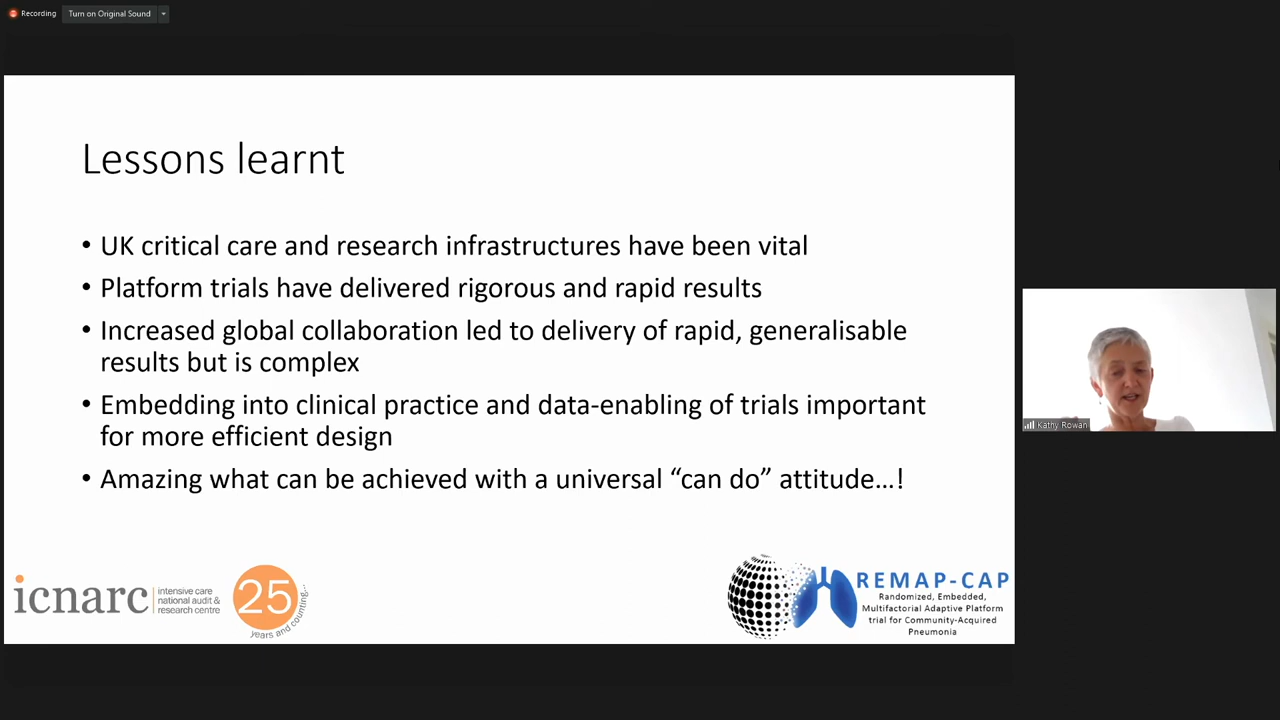 Recording
Turn on Original Sound
Lessons learnt
• UK critical care and research infrastructures have been vital
• Platform trials have delivered rigorous and rapid results
• Increased global collaboration led to delivery of rapid, generalisable
results but is complex
• Embedding into clinical practice and data-enabling of trials important
for more efficient design
• Amazing what can be achieved with a universal “can do” attitude…!
Kathy Rowan
icnarc
intensive care
national audit &
research centre
25
years and counting...
REMAP-CAP
Randomized, Embedded,
Multifactorial Adaptive Platform
trial for Community-Acquired
Pneumonia